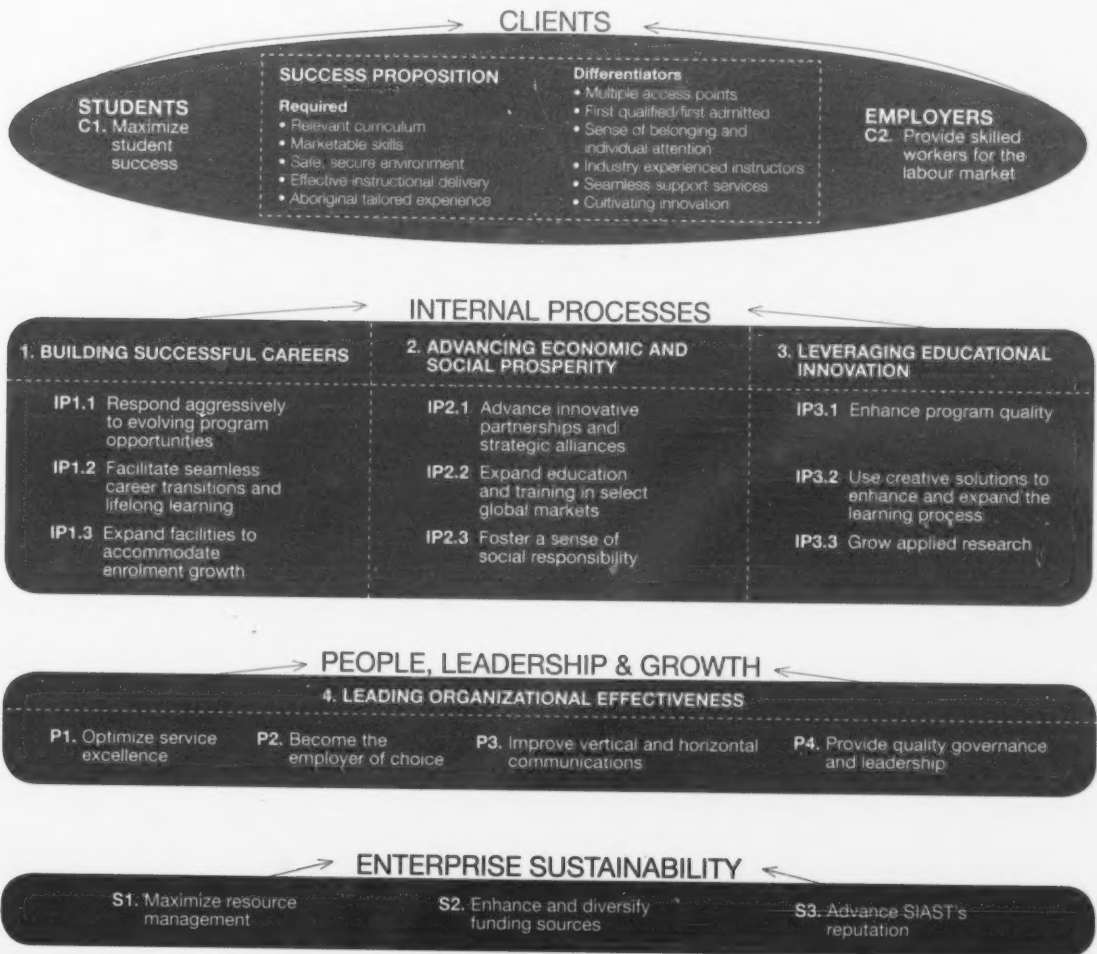 CLIENTS
STUDENTS
C1. Maximize
student
success
SUCCESS PROPOSITION
Required
• Relevant curriculum
• Marketable skills
• Safe, secure environment
• Effective instructional delivery
• Aboriginal tailored experience
Differentiators
• Multiple access points
• First qualified/first admitted
• Sense of belonging and
individual attention
• Industry experienced instructors
• Seamless support services
• Cultivating innovation
EMPLOYERS
C2. Provide skilled
workers for the
labour market
INTERNAL PROCESSES
1. BUILDING SUCCESSFUL CAREERS
IP1.1 Respond aggressively
to evolving program
opportunities
IP1.2 Facilitate seamless
career transitions and
lifelong learning
IP1.3 Expand facilities to
accommodate
enrolment growth
2. ADVANCING ECONOMIC AND
SOCIAL PROSPERITY
IP2.1 Advance innovative
partnerships and
strategic alliances
IP2.2 Expand education
and training in select
global markets
IP2.3 Foster a sense of
social responsibility
3. LEVERAGING EDUCATIONAL
INNOVATION
IP3.1 Enhance program quality
IP3.2 Use creative solutions to
enhance and expand the
learning process
IP3.3 Grow applied research
PEOPLE, LEADERSHIP & GROWTH
4. LEADING ORGANIZATIONAL EFFECTIVENESS
P1. Optimize service
excellence
P2. Become the
employer of choice
P3. Improve vertical and horizontal
communications
P4. Provide quality governance
and leadership
ENTERPRISE SUSTAINABILITY
S1. Maximize resource
management
S2. Enhance and diversify
funding sources
S3. Advance SIAST's
reputation